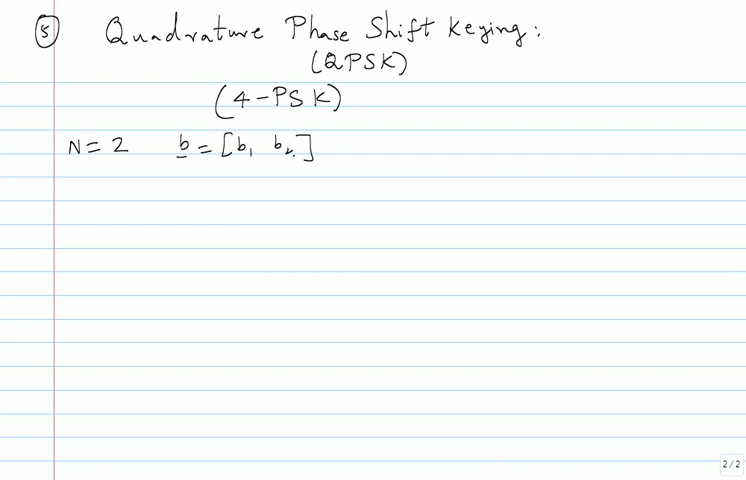 ⑤ Quadrature Phase Shift Keying:
(QPSK)
(4-PSK)
N = 2 b = [b₁ b₂]
2 / 2